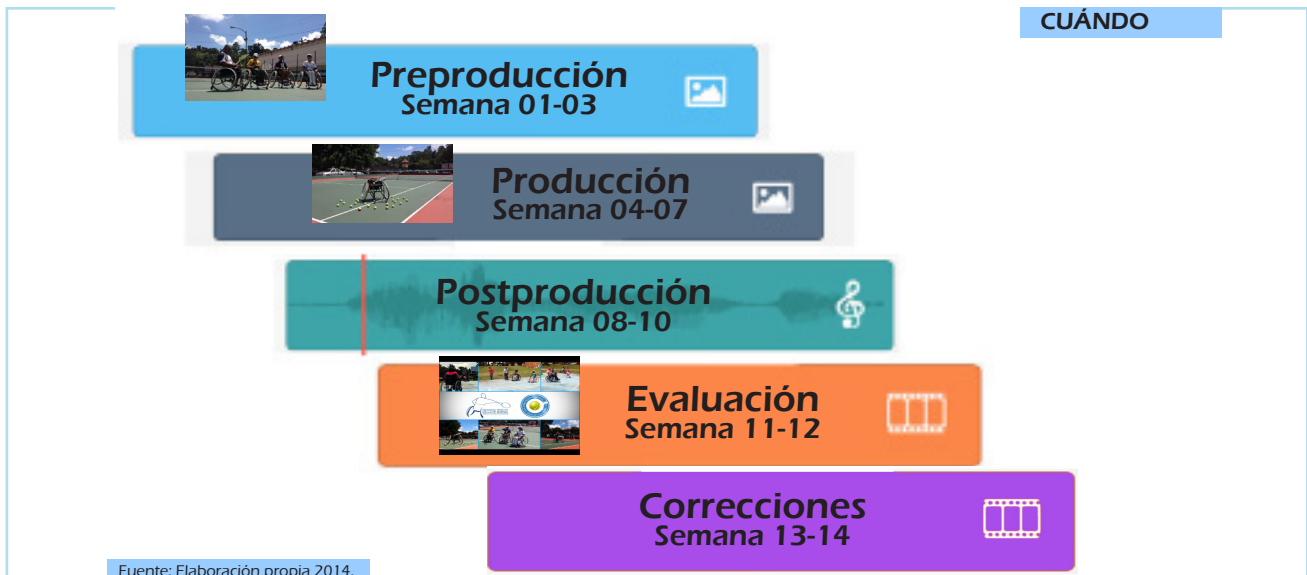 CUÁNDO
Preproducción
Semana 01-03
Producción
Semana 04-07
Postproducción
Semana 08-10
Evaluación
Semana 11-12
Correcciones
Semana 13-14
Fuente: Elaboración propia 2014.